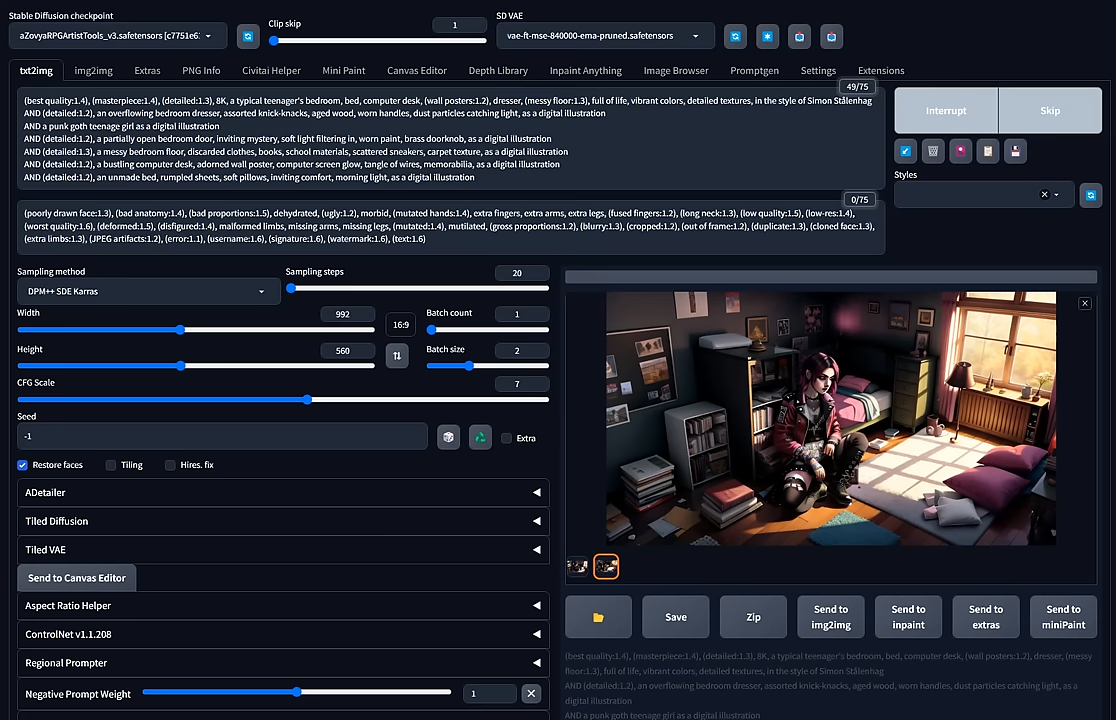 Stable Diffusion checkpoint
aZovyaRPGArtistTools_v3.safetensors [c7751e6:
Clip skip
1
SD VAE
vae-ft-mse-840000-ema-pruned.safetensors
txt2img
img2img
Extras
PNG Info
Civitai Helper
Mini Paint
Canvas Editor
Depth Library
Inpaint Anything
Image Browser
Promptgen
Settings
Extensions
49/75
(best quality:1.4), (masterpiece:1.4), (detailed:1.3), 8K, a typical teenager's bedroom, bed, computer desk, (wall posters:1.2), dresser, (messy floor:1.3), full of life, vibrant colors, detailed textures, in the style of Simon Stålenhag
AND (detailed:1.2), an overflowing bedroom dresser, assorted knick-knacks, aged wood, worn handles, dust particles catching light, as a digital illustration
AND a punk goth teenage girl as a digital illustration
AND (detailed:1.2), a partially open bedroom door, inviting mystery, soft light filtering in, worn paint, brass doorknob, as a digital illustration
AND (detailed:1.3), a messy bedroom floor, discarded clothes, books, school materials, scattered sneakers, carpet texture, as a digital illustration
AND (detailed:1.2), a bustling computer desk, adorned wall poster, computer screen glow, tangle of wires, memorabilia, as a digital illustration
AND (detailed:1.2), an unmade bed, rumpled sheets, soft pillows, inviting comfort, morning light, as a digital illustration
Interrupt
Skip
Styles
0/75
(poorly drawn face:1.3), (bad anatomy:1.4), (bad proportions:1.5), dehydrated, (ugly:1.2), morbid, (mutated hands:1.4), extra fingers, extra arms, extra legs, (fused fingers:1.2), (long neck:1.3), (low quality:1.5), (low-res:1.4),
(worst quality:1.6), (deformed:1.5), (disfigured:1.4), malformed limbs, missing arms, missing legs, (mutated:1.4), mutilated, (gross proportions:1.2), (blurry:1.3), (cropped:1.2), (out of frame:1.2), (duplicate:1.3), (cloned face:1.3),
(extra limbs:1.3), (JPEG artifacts:1.2), (error:1.1), (username:1.6), (signature:1.6), (watermark:1.6), (text:1.6)
Sampling method
DPM++ SDE Karras
Sampling steps
20
Width
992
16:9
Batch count
1
Height
560
Batch size
2
CFG Scale
7
Seed
-1
Extra
Restore faces
Tiling
Hires. fix
ADetailer
Tiled Diffusion
Tiled VAE
Send to Canvas Editor
Aspect Ratio Helper
ControlNet v1.1.208
Regional Prompter
Negative Prompt Weight
1
Save
Zip
Send to
img2img
Send to
inpaint
Send to
extras
Send to
miniPaint
(best quality:1.4), (masterpiece:1.4), (detailed:1.3), 8K, a typical teenager's bedroom, bed, computer desk, (wall posters:1.2), dresser, (messy
floor:1.3), full of life, vibrant colors, detailed textures, in the style of Simon Stålenhag
AND (detailed:1.2), an overflowing bedroom dresser, assorted knick-knacks, aged wood, worn handles, dust particles catching light, as a
digital illustration
AND a punk goth teenage girl as a digital illustration